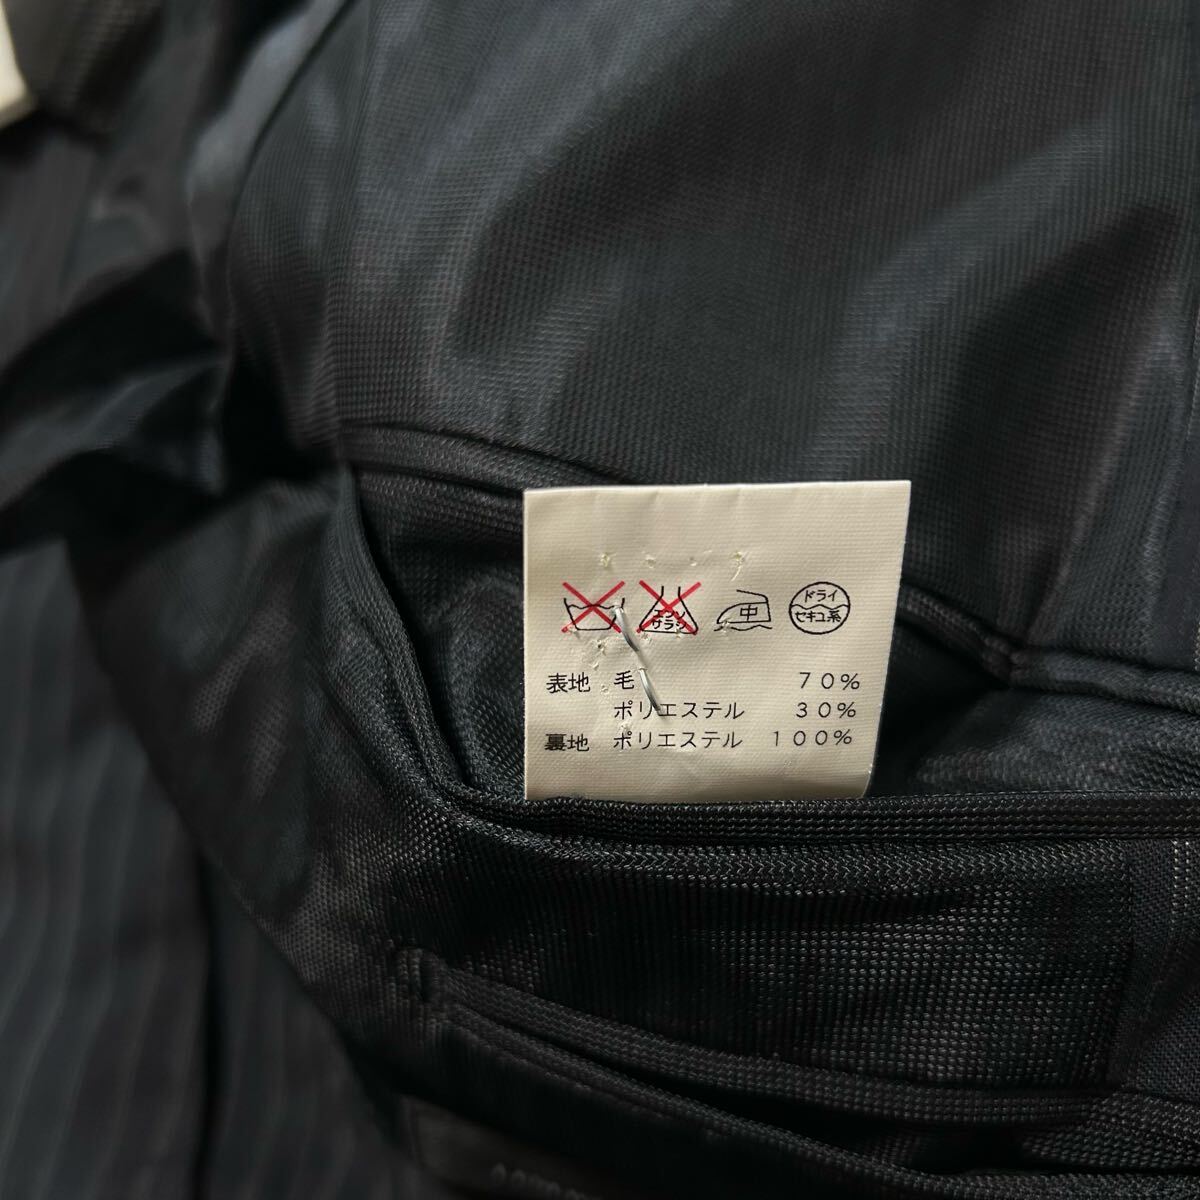 エンソ
サラシ
中
ドライ
セキユ系
表地 毛 70%
ポリエステル 30%
裏地 ポリエステル 100%